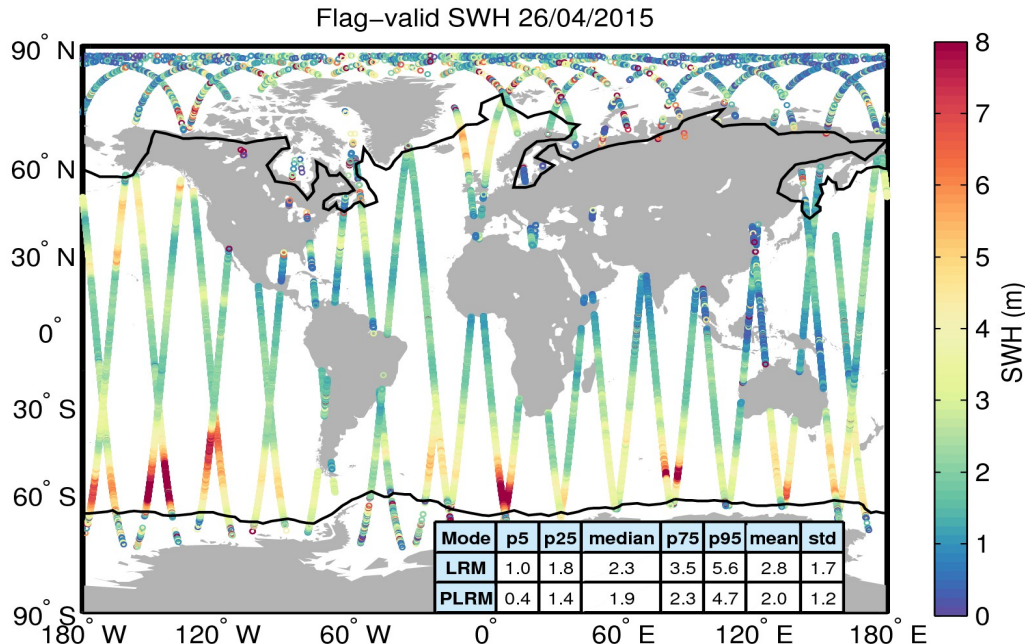 Flag−valid SWH 26/04/2015
90° N
60° N
30° N
0°
30° S
60° S
90° S
180° W
120° W
60° W
0°
60° E
120° E
180° E
8
7
6
5
4
3
2
1
0
SWH (m)
Mode p5 p25 median p75 p95 mean std
LRM 1.0 1.8 2.3 3.5 5.6 2.8 1.7
PLRM 0.4 1.4 1.9 2.3 4.7 2.0 1.2